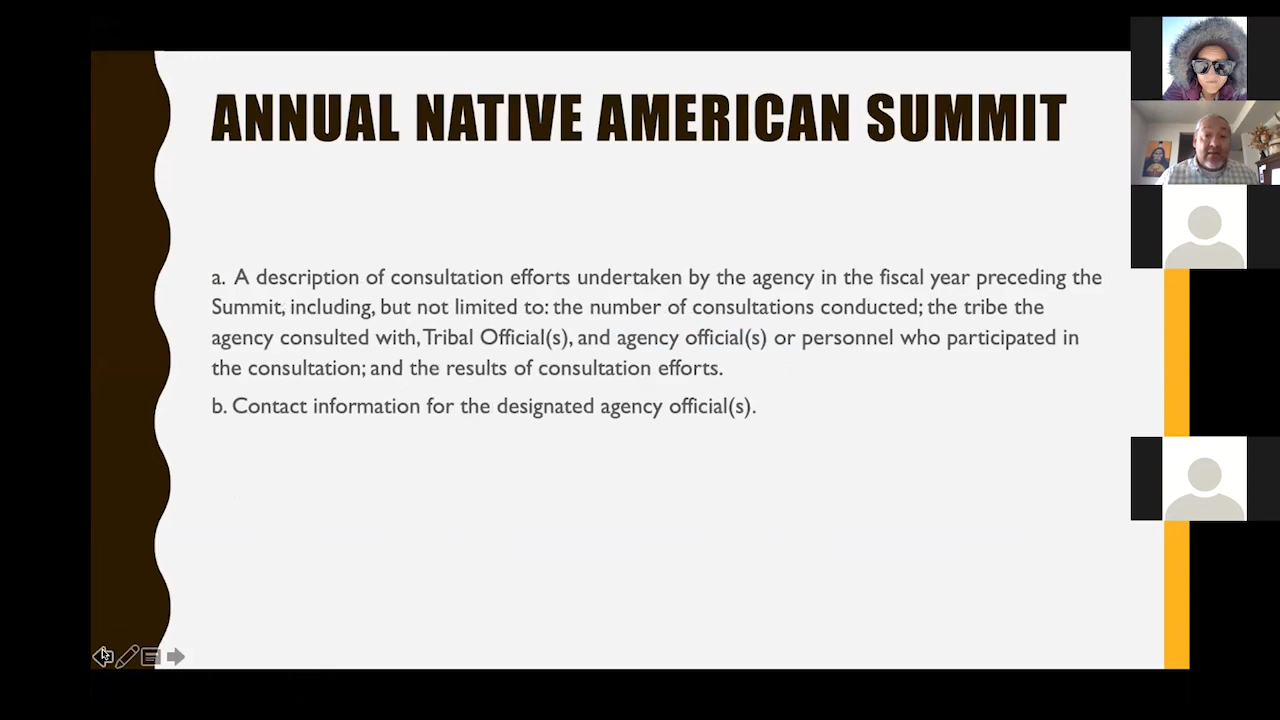 ANNUAL NATIVE AMERICAN SUMMIT
a. A description of consultation efforts undertaken by the agency in the fiscal year preceding the
Summit, including, but not limited to: the number of consultations conducted; the tribe the
agency consulted with, Tribal Official(s), and agency official(s) or personnel who participated in
the consultation; and the results of consultation efforts.
b. Contact information for the designated agency official(s).